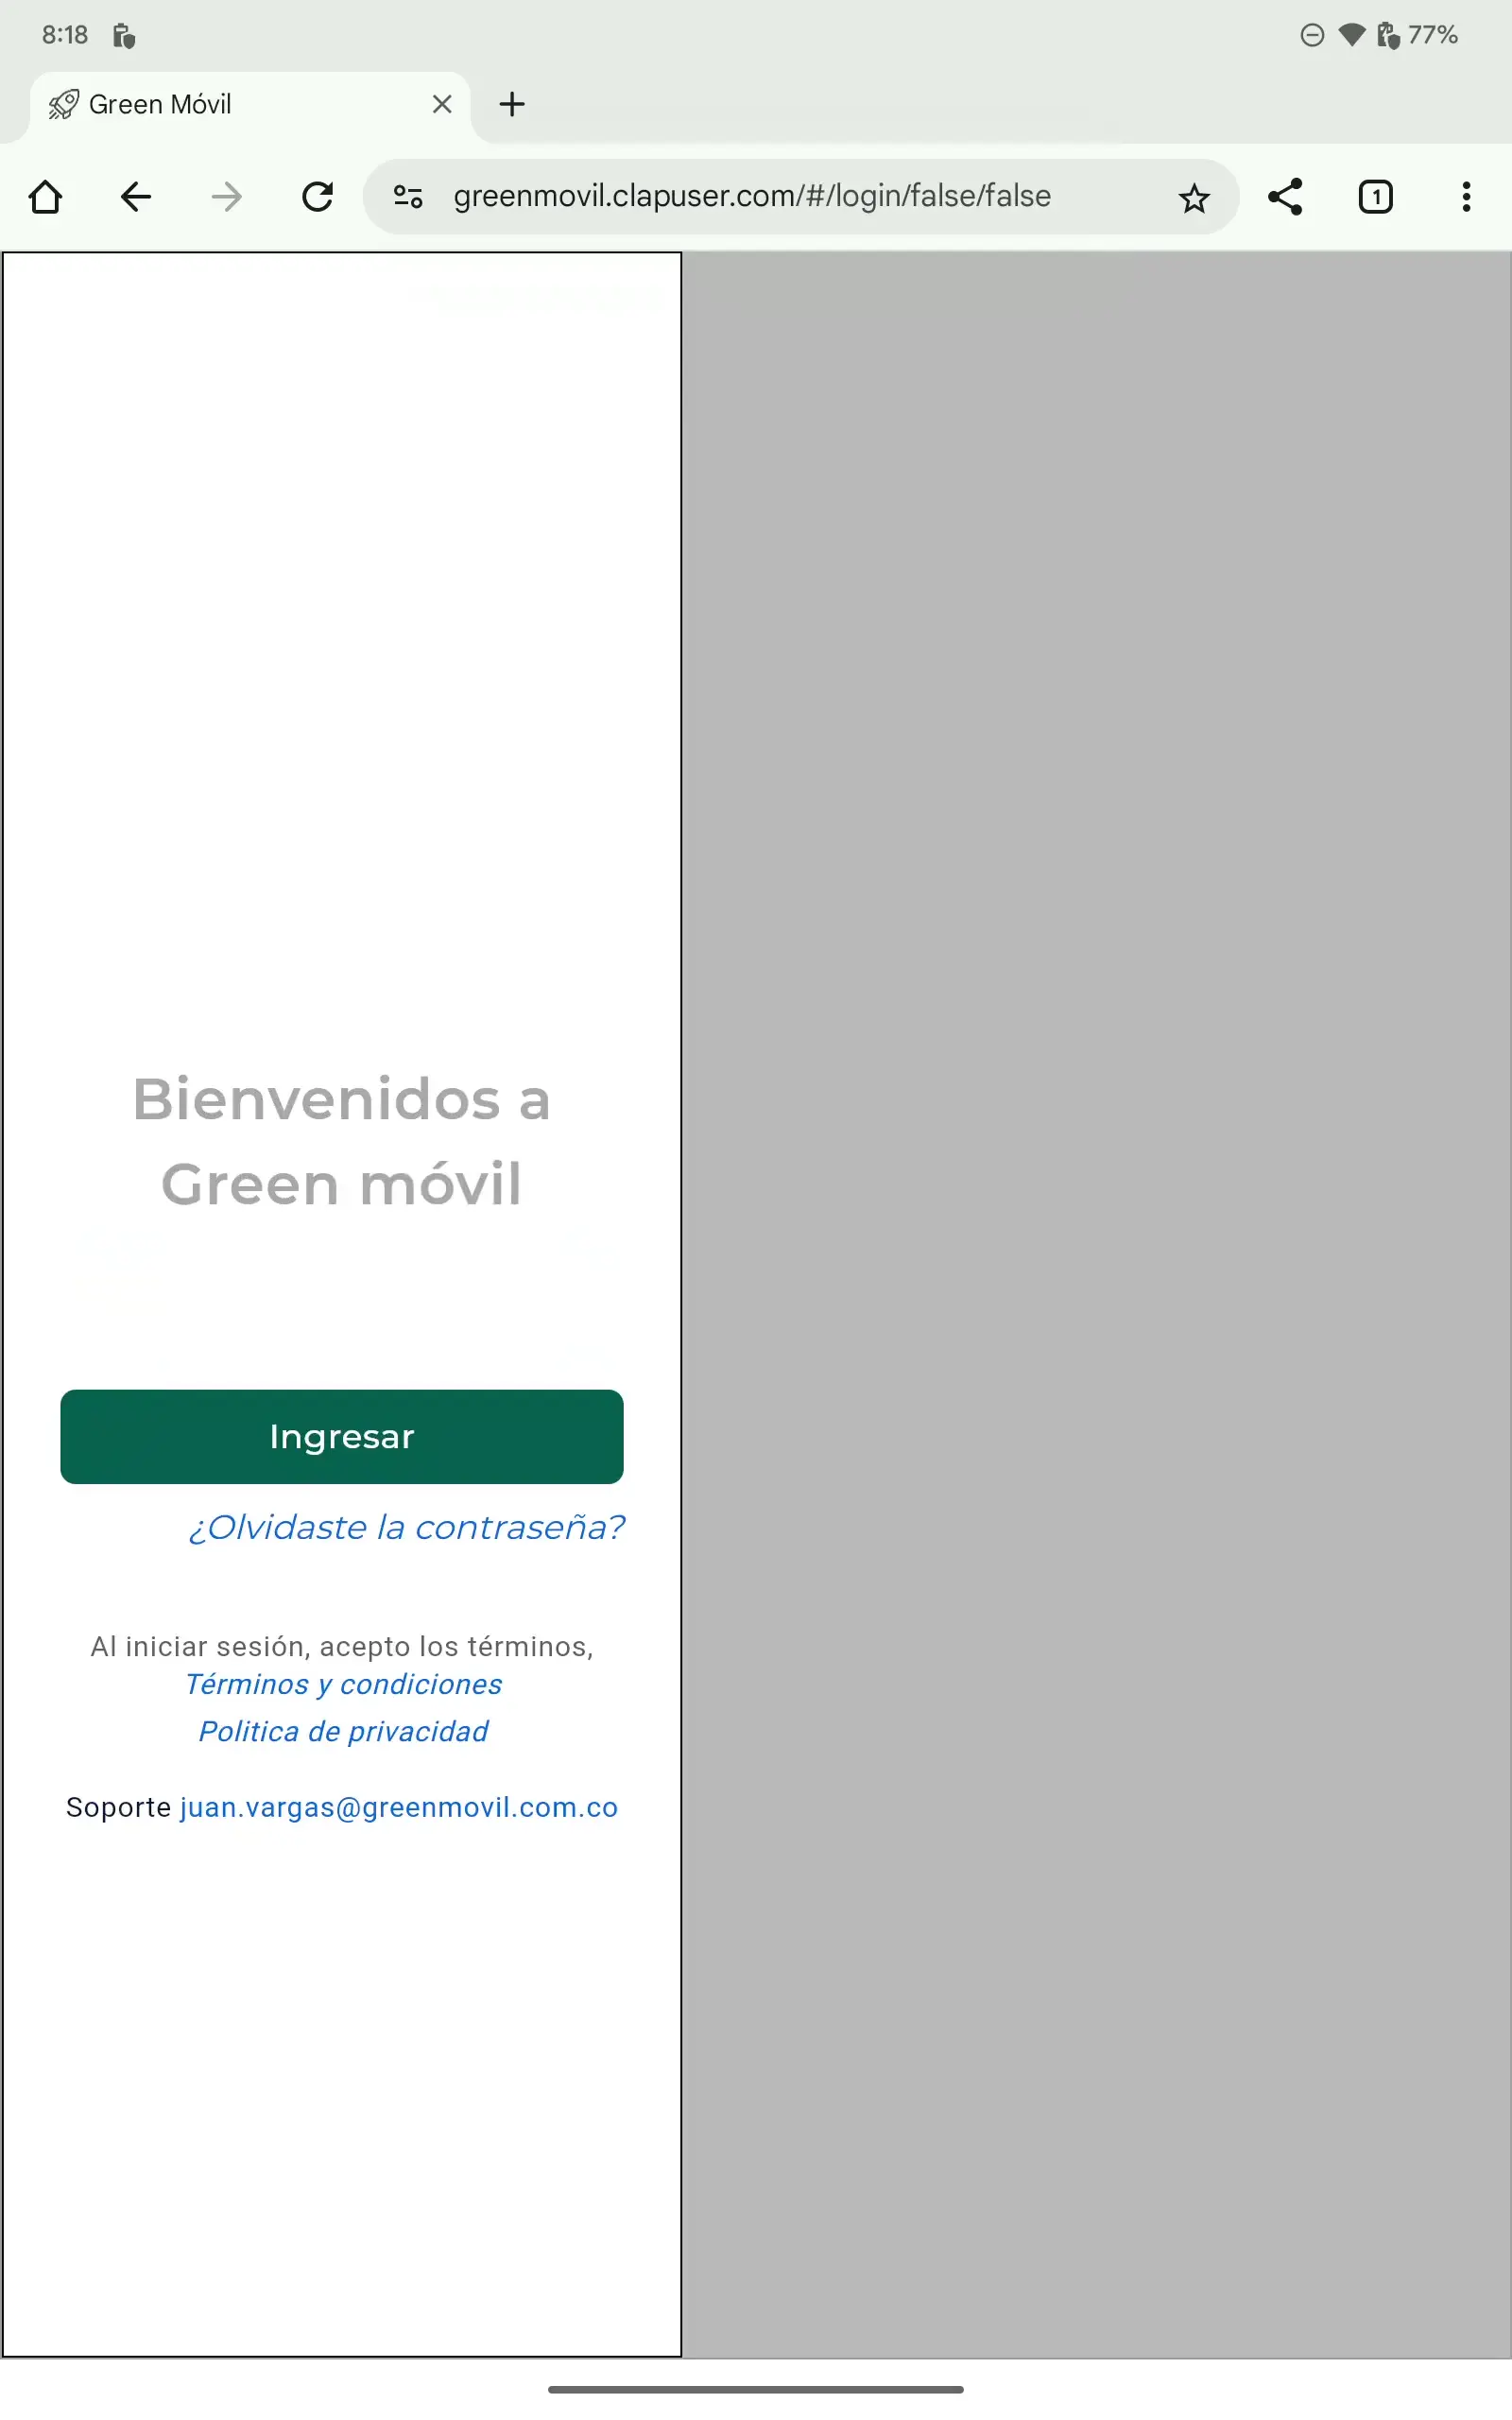 8:18
77%
Green Móvil
greenmovil.clapuser.com/#/login/false/false
1
Bienvenidos a
Green móvil
Ingresar
¿Olvidaste la contraseña?
Al iniciar sesión, acepto los términos,
Términos y condiciones
Politica de privacidad
Soporte juan.vargas@greenmovil.com.co